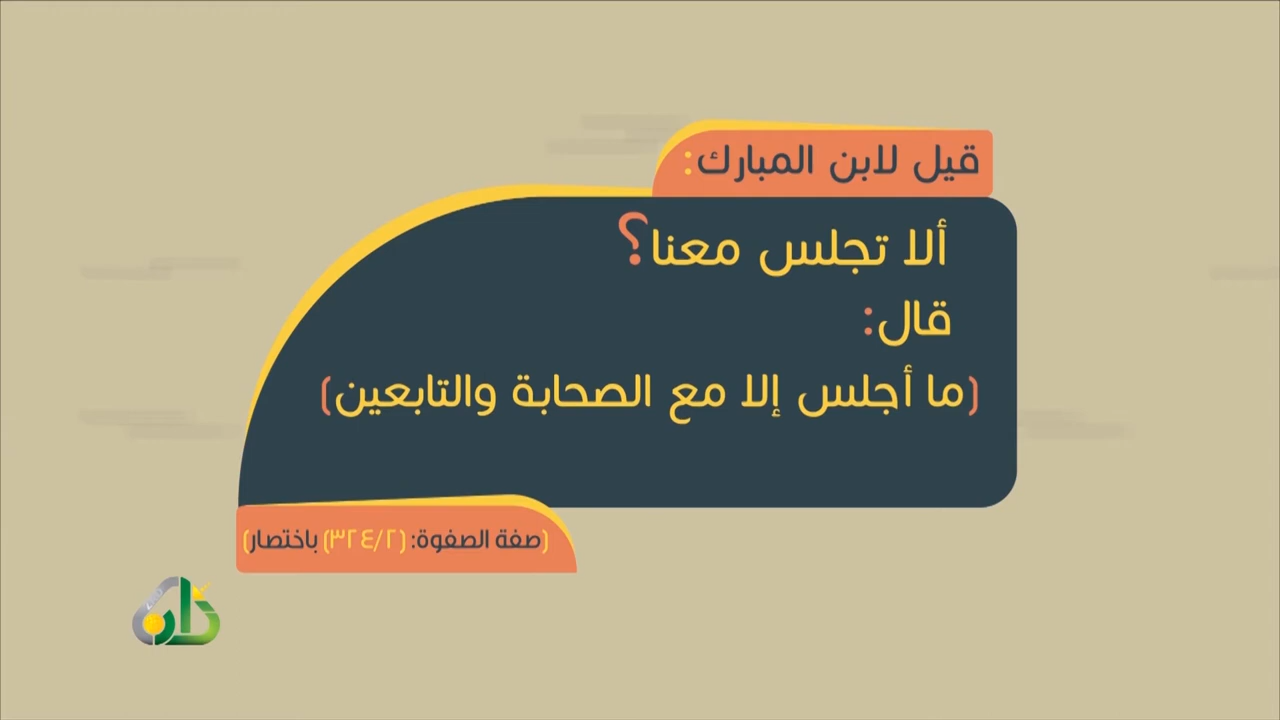 قيل لابن المبارك:
ألا تجلس معنا؟
قال:
(ما أجلس إلا مع الصحابة والتابعين)
(صفة الصفوة: (٣٢٤/٢) باختصار)